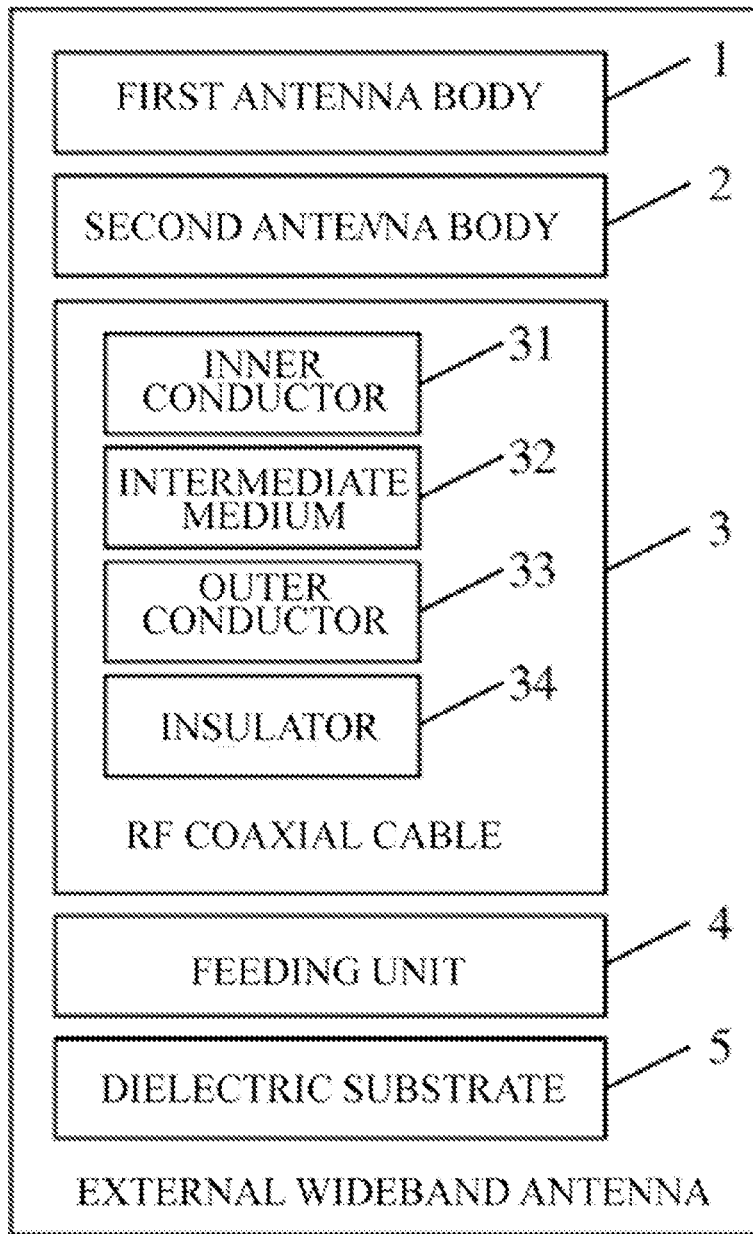 FIRST ANTENNA BODY
1
SECOND ANTENNA BODY
2
INNER
CONDUCTOR
31
INTERMEDIATE
MEDIUM
32
OUTER
CONDUCTOR
33
INSULATOR
34
RF COAXIAL CABLE
3
FEEDING UNIT
4
DIELECTRIC SUBSTRATE
5
EXTERNAL WIDEBAND ANTENNA